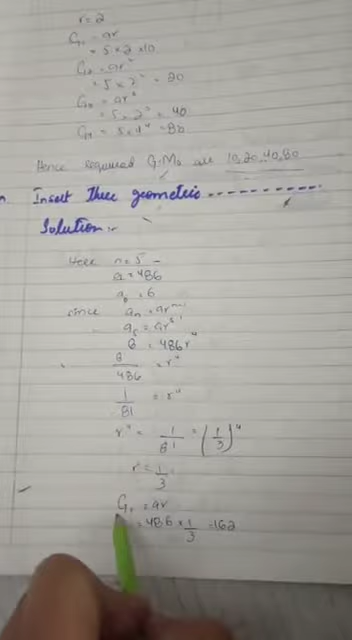 r = 2
G₁ = ar
= 5 × 2 = 10
G₂ = ar²
= 5 × 2² = 20
G₃ = ar³
= 5 × 2³ = 40
G₄ = 5 × 4⁴ = 80
Hence required G.Ms are 10, 20, 40, 80
Insert three geometric ------------
Solution:-
Here n = 5
a = 486
a₅ = 6
since aₙ = arⁿ⁻¹
a₅ = ar⁵⁻¹
6 = 486r⁴
6/486 = r⁴
1/81 = r⁴
r⁴ = 1/81 = (1/3)⁴
r = 1/3
G₁ = ar
= 486 × 1/3 = 162